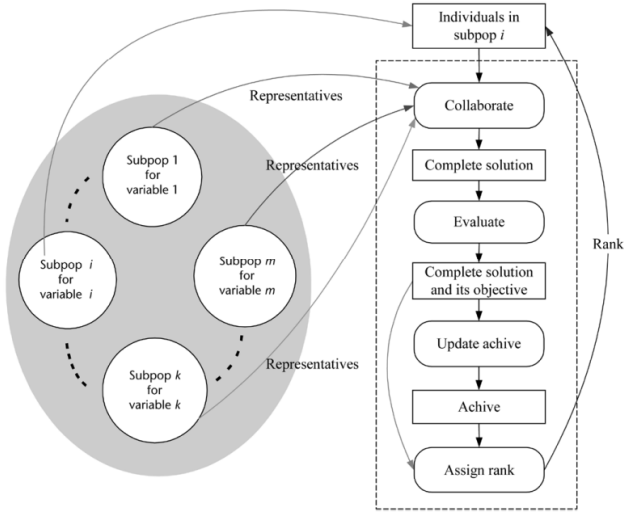 Individuals in
subpop i
Representatives
Collaborate
Representatives
Subpop 1
for
variable 1
Complete solution
Evaluate
Subpop i
for
variable i
Subpop m
for
variable m
Rank
Complete solution
and its objective
Update achive
Representatives
Subpop k
for
variable k
Achive
Assign rank